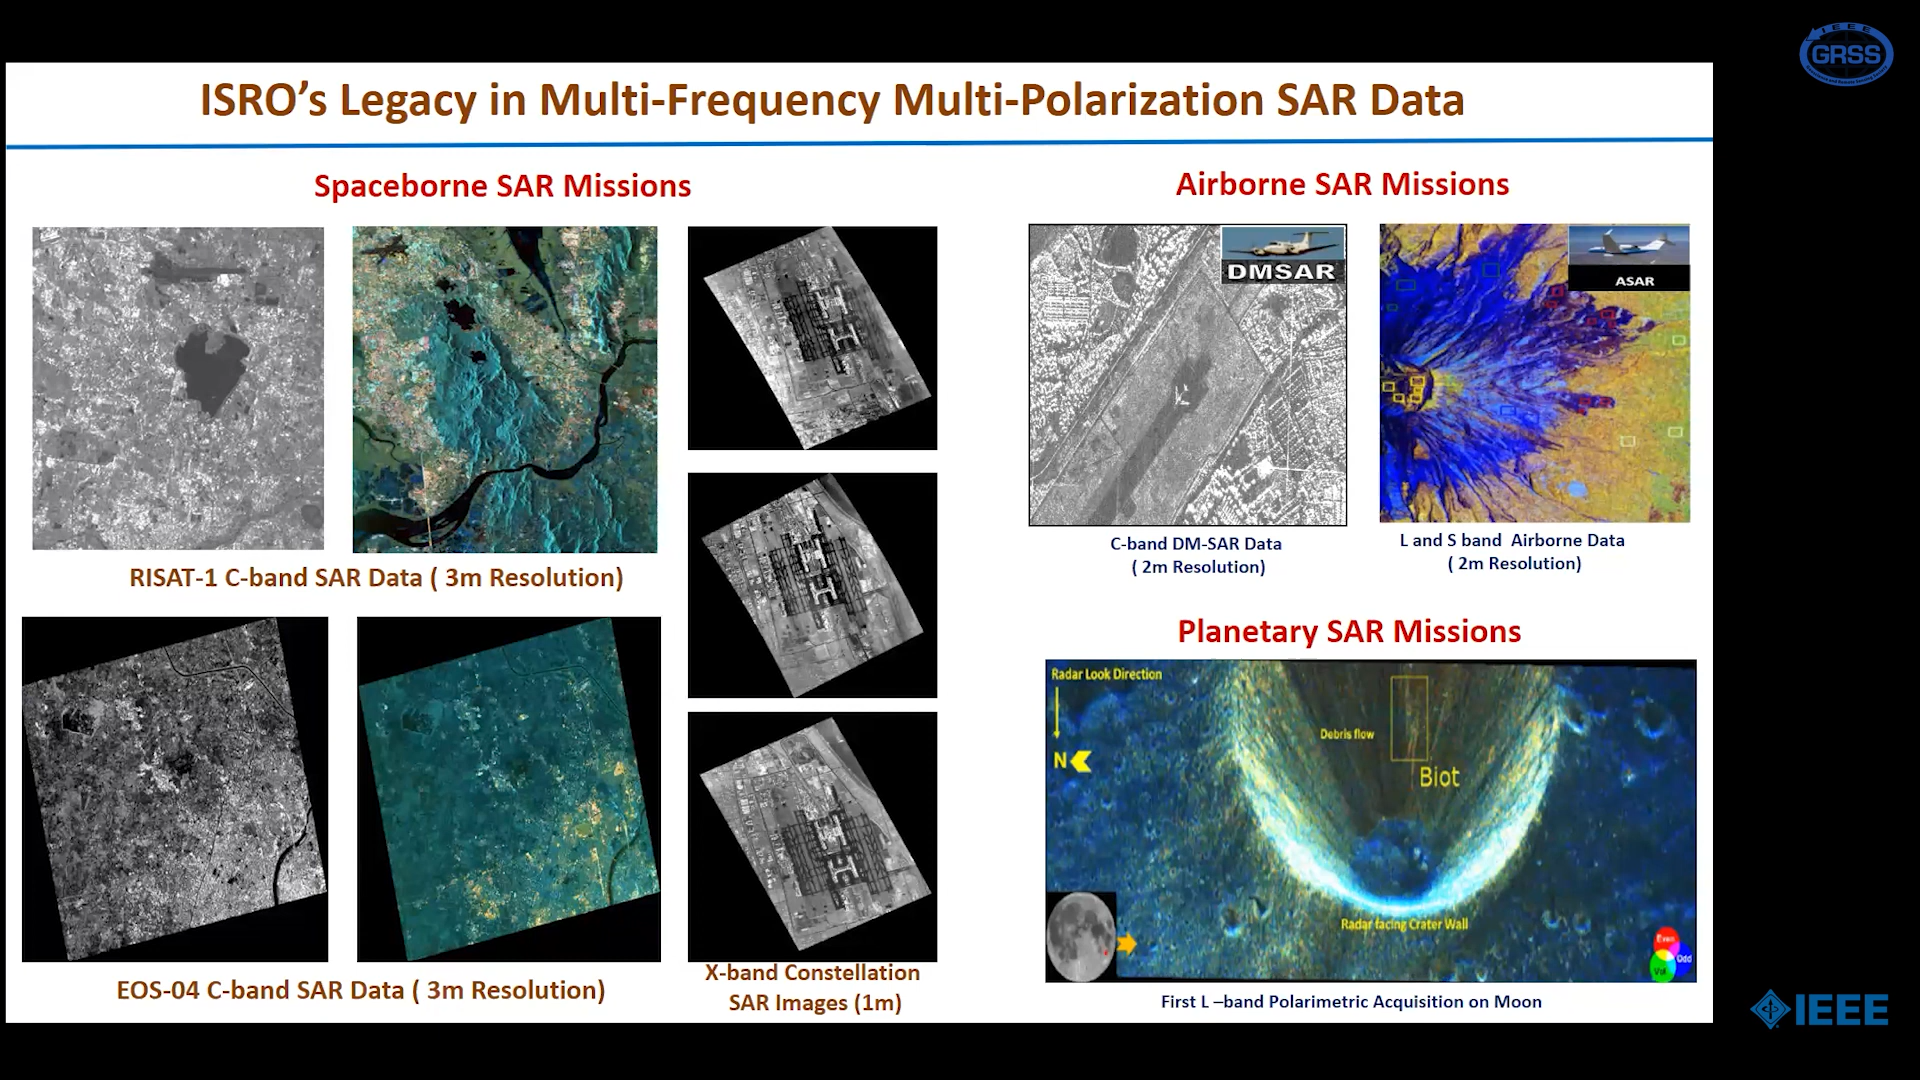 ISRO’s Legacy in Multi-Frequency Multi-Polarization SAR Data
Spaceborne SAR Missions
RISAT-1 C-band SAR Data ( 3m Resolution)
EOS-04 C-band SAR Data ( 3m Resolution)
X-band Constellation
SAR Images (1m)
Airborne SAR Missions
DMSAR
ASAR
C-band DM-SAR Data
( 2m Resolution)
L and S band Airborne Data
( 2m Resolution)
Planetary SAR Missions
Radar Look Direction
N
Debris flow
Biot
Radar facing Crater Wall
Even
Odd
Vol
First L –band Polarimetric Acquisition on Moon
IEEE
GRSS
IEEE